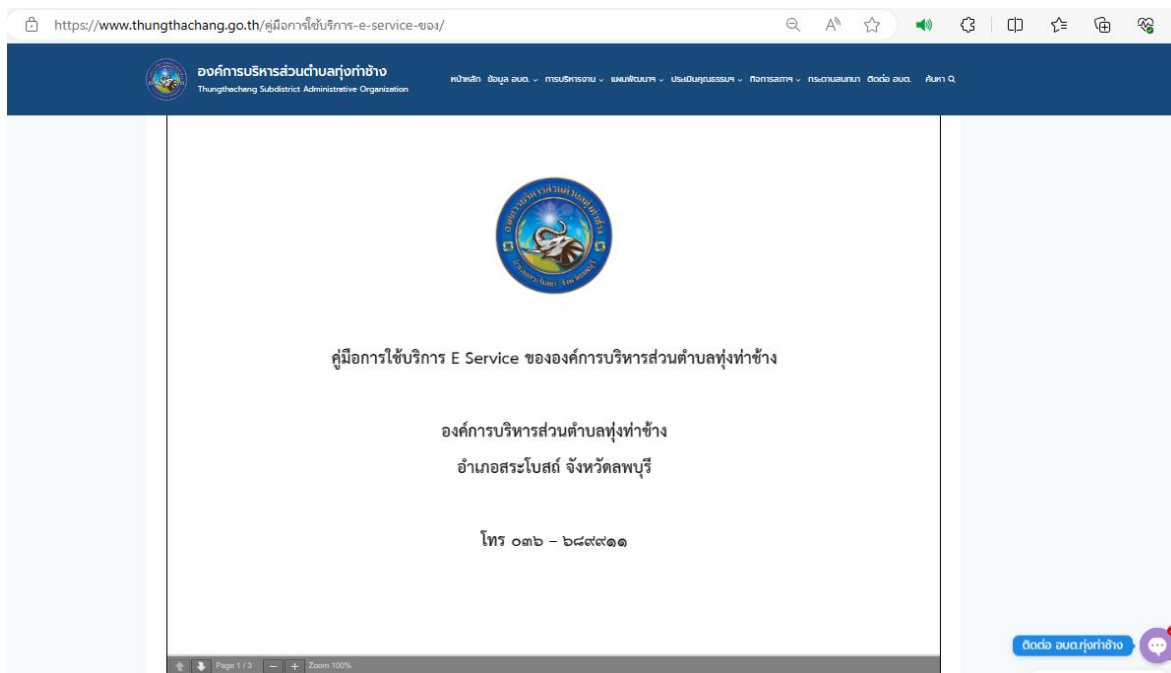 https://www.thungthachang.go.th/คู่มือการใช้บริการ-e-service-ของ/
องค์การบริหารส่วนตำบลทุ่งท่าช้าง
Thungthachang Subdistrict Administrative Organization
หน้าหลัก ข้อมูล อบต. การบริหารงาน แผนพัฒนาฯ ประเมินคุณธรรมฯ กิจการสภาฯ กระดานสนทนา ติดต่อ อบต. ค้นหา
คู่มือการใช้บริการ E Service ขององค์การบริหารส่วนตำบลทุ่งท่าช้าง
องค์การบริหารส่วนตำบลทุ่งท่าช้าง
อำเภอสระโบสถ์ จังหวัดลพบุรี
โทร ๐๓๖ – ๖๘๙๙๑๑
ติดต่อ อบต.ทุ่งท่าช้าง
Page 1 / 3 Zoom 100%